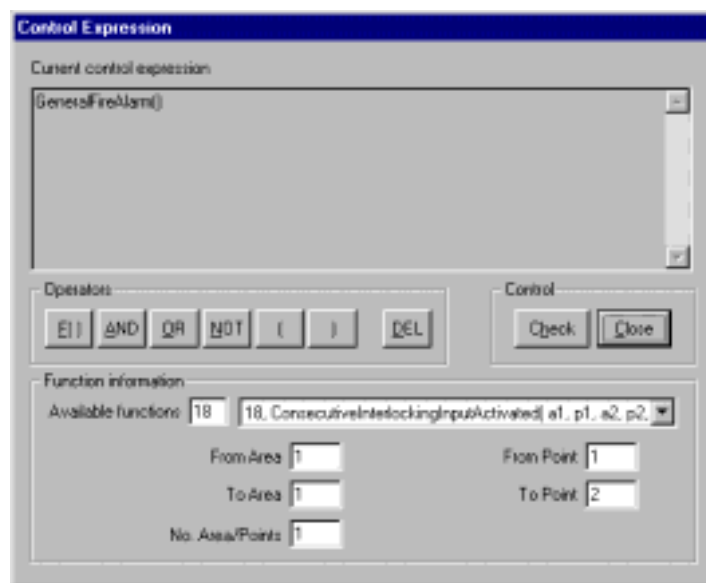 Control Expression
Current control expression
GeneralFireAlarm()
Operators
Control
F() AND OR NOT ( ) DEL
Check Close
Function information
Available functions 18 18, ConsecutiveInterlockingInputActivated( a1, p1, a2, p2,
From Area 1 From Point 1
To Area 1 To Point 2
No. Area/Points 1